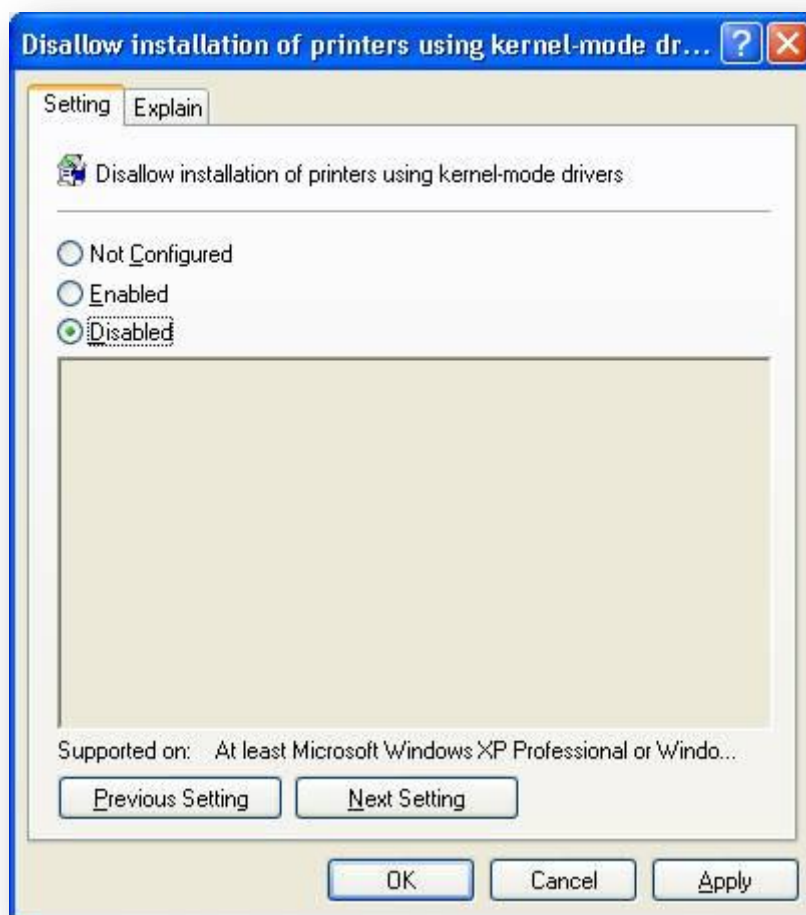 Disallow installation of printers using kernel-mode dr...
Setting Explain
Disallow installation of printers using kernel-mode drivers
Not Configured
Enabled
Disabled
Supported on: At least Microsoft Windows XP Professional or Windo...
Previous Setting Next Setting
OK Cancel Apply